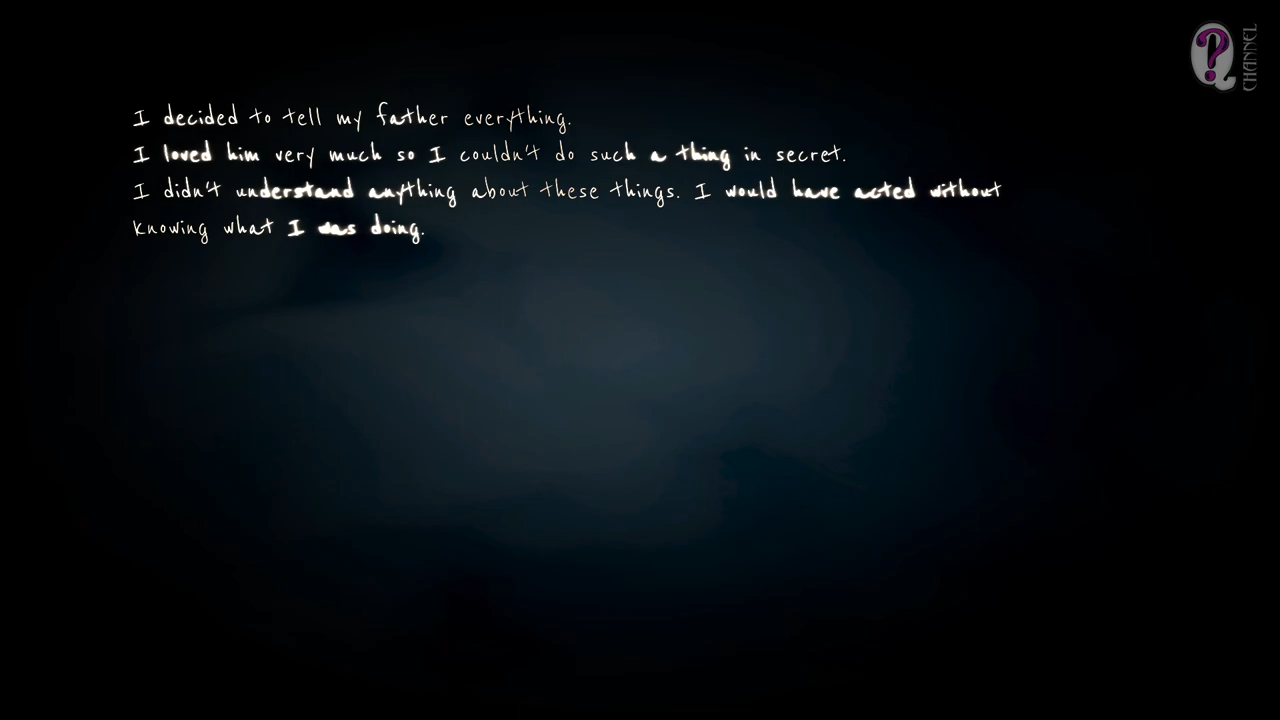 I decided to tell my father everything.
I loved him very much so I couldn't do such a thing in secret.
I didn't understand anything about these things. I would have acted without
knowing what I was doing.
?
Q
CHANNEL